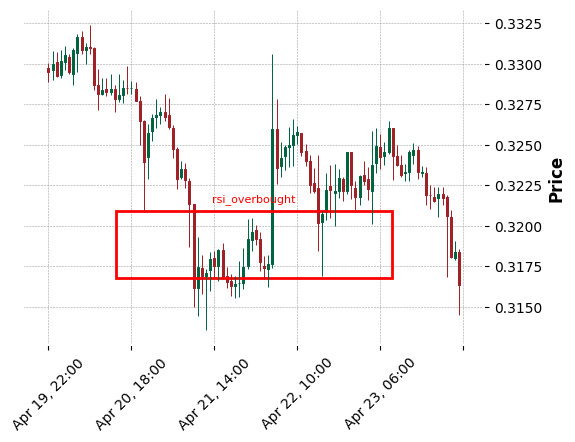 0.3325
0.3300
0.3275
0.3250
0.3225
0.3200
0.3175
0.3150
Price
rsi_overbought
Apr 19, 22:00
Apr 20, 18:00
Apr 21, 14:00
Apr 22, 10:00
Apr 23, 06:00